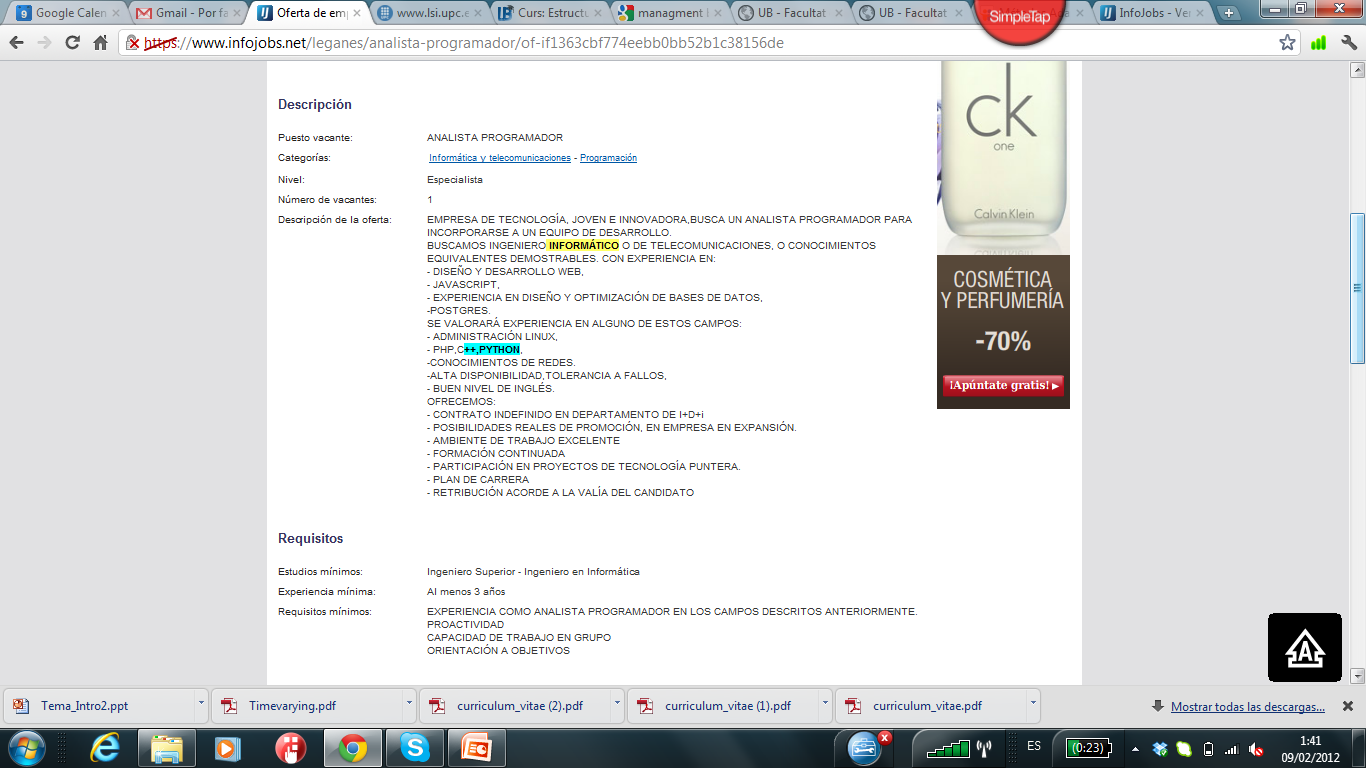 9 Google Calen
Gmail - Por fa
Oferta de em
www.lsi.upc.e
Curs: Estructu
managment
UB - Facultat
UB - Facultat
SimpleTap
InfoJobs - Ver
https://www.infojobs.net/leganes/analista-programador/of-if1363cbf774eebb0bb52b1c38156de
Descripción
Puesto vacante: ANALISTA PROGRAMADOR
Categorías: Informática y telecomunicaciones - Programación
Nivel: Especialista
Número de vacantes: 1
Descripción de la oferta: EMPRESA DE TECNOLOGÍA, JOVEN E INNOVADORA,BUSCA UN ANALISTA PROGRAMADOR PARA
INCORPORARSE A UN EQUIPO DE DESARROLLO.
BUSCAMOS INGENIERO INFORMÁTICO O DE TELECOMUNICACIONES, O CONOCIMIENTOS
EQUIVALENTES DEMOSTRABLES. CON EXPERIENCIA EN:
- DISEÑO Y DESARROLLO WEB,
- JAVASCRIPT,
- EXPERIENCIA EN DISEÑO Y OPTIMIZACIÓN DE BASES DE DATOS,
-POSTGRES.
SE VALORARÁ EXPERIENCIA EN ALGUNO DE ESTOS CAMPOS:
- ADMINISTRACIÓN LINUX,
- PHP,C++,PYTHON,
-CONOCIMIENTOS DE REDES.
-ALTA DISPONIBILIDAD,TOLERANCIA A FALLOS,
- BUEN NIVEL DE INGLÉS.
OFRECEMOS:
- CONTRATO INDEFINIDO EN DEPARTAMENTO DE I+D+i
- POSIBILIDADES REALES DE PROMOCIÓN, EN EMPRESA EN EXPANSIÓN.
- AMBIENTE DE TRABAJO EXCELENTE
- FORMACIÓN CONTINUADA
- PARTICIPACIÓN EN PROYECTOS DE TECNOLOGÍA PUNTERA.
- PLAN DE CARRERA
- RETRIBUCIÓN ACORDE A LA VALÍA DEL CANDIDATO
Requisitos
Estudios mínimos: Ingeniero Superior - Ingeniero en Informática
Experiencia mínima: Al menos 3 años
Requisitos mínimos: EXPERIENCIA COMO ANALISTA PROGRAMADOR EN LOS CAMPOS DESCRITOS ANTERIORMENTE.
PROACTIVIDAD
CAPACIDAD DE TRABAJO EN GRUPO
ORIENTACIÓN A OBJETIVOS
ck
one
Calvin Klein
COSMÉTICA
Y PERFUMERÍA
-70%
¡Apúntate gratis!
Tema_Intro2.ppt
Timevarying.pdf
curriculum_vitae (2).pdf
curriculum_vitae (1).pdf
curriculum_vitae.pdf
Mostrar todas las descargas...
ES
(0:23)
1:41
09/02/2012